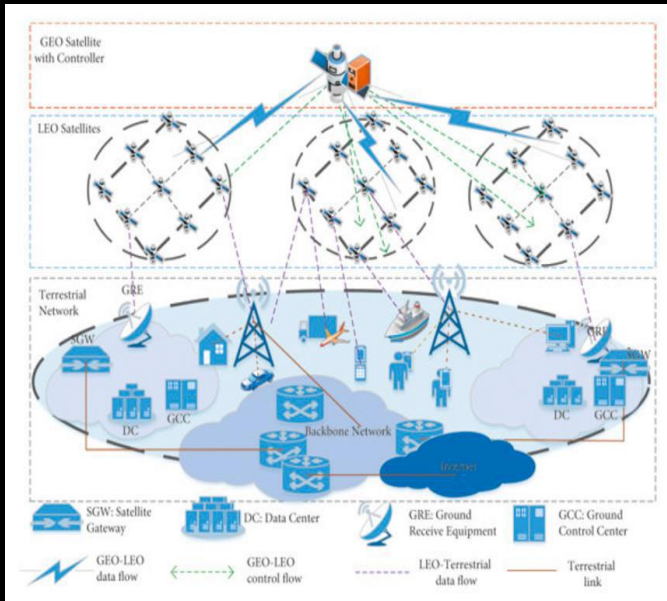 GEO Satellite
with Controller
LEO Satellites
Terrestrial
Network
GRE
SGW
DC
GCC
Backbone Network
Internet
GRE
SGW
DC
GCC
SGW: Satellite
Gateway
DC: Data Center
GRE: Ground
Receive Equipment
GCC: Ground
Control Center
GEO-LEO
data flow
GEO-LEO
control flow
LEO-Terrestrial
data flow
Terrestrial
link